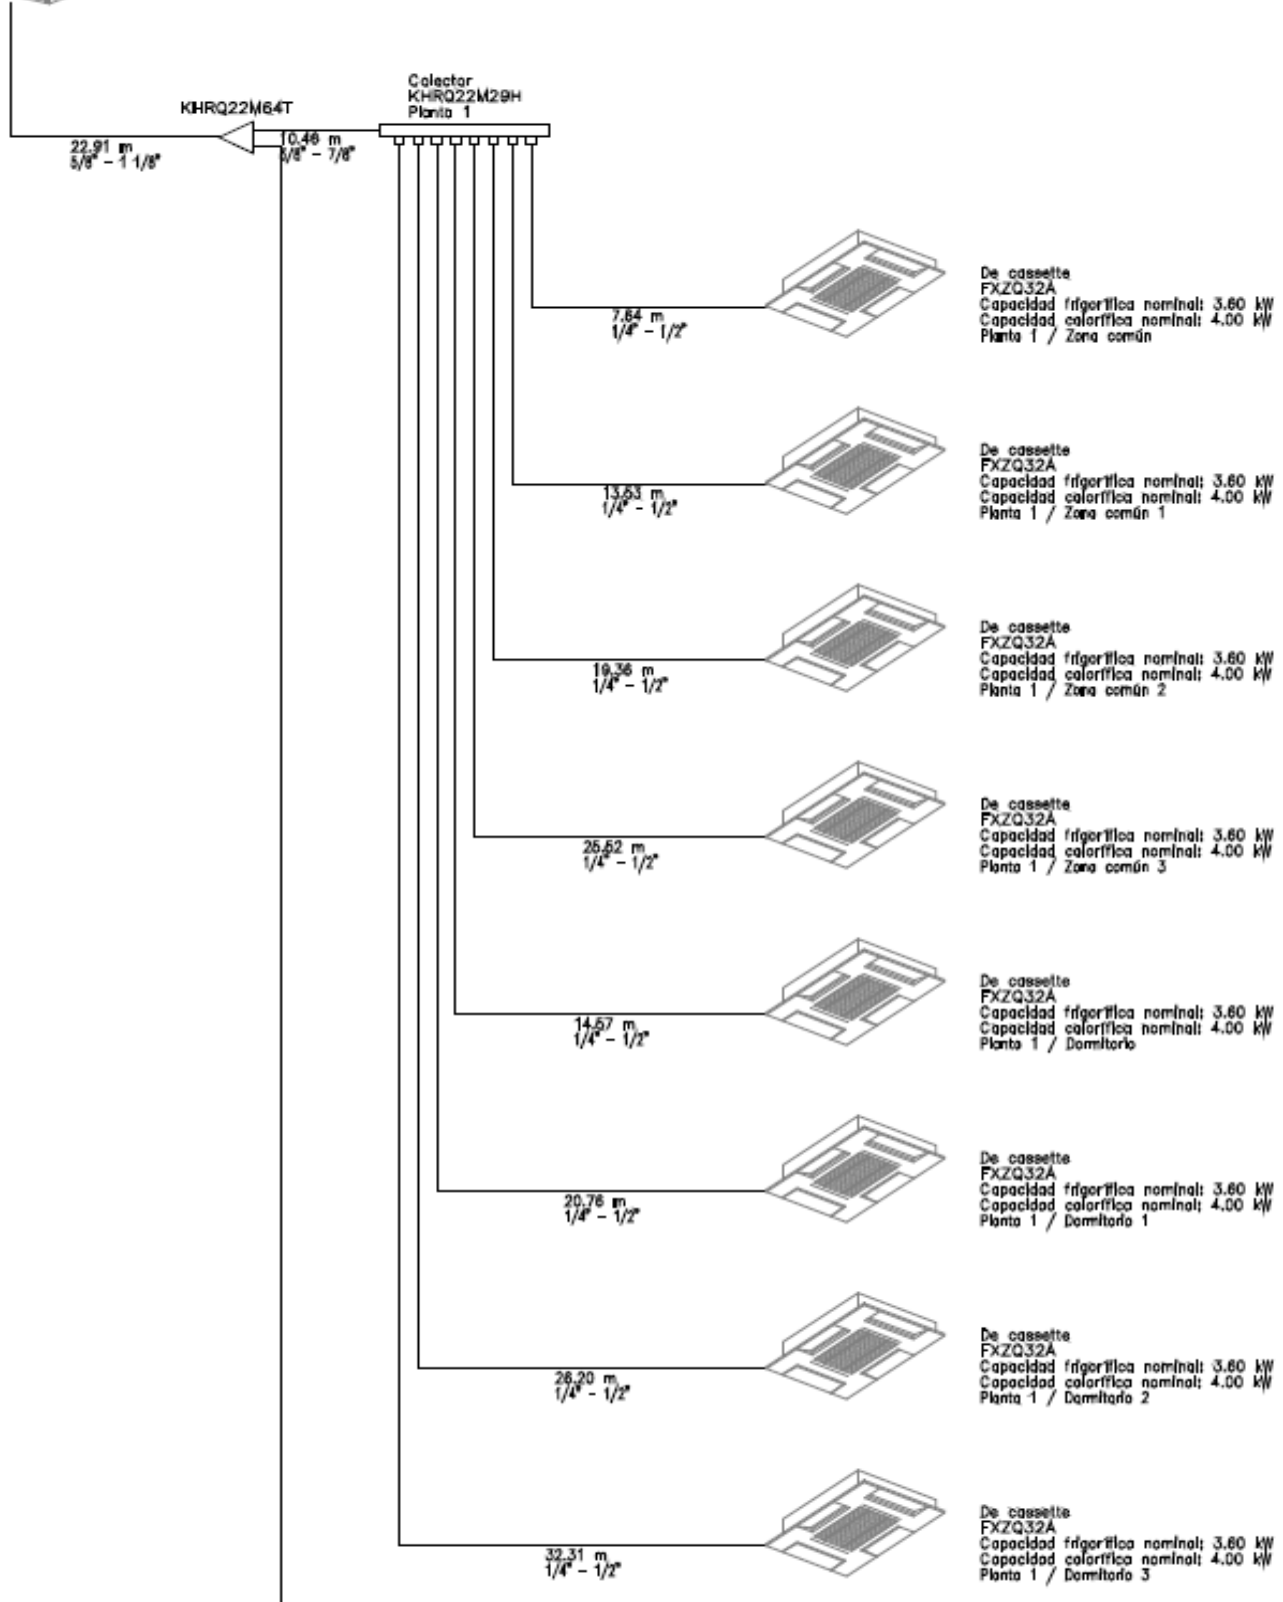 Colector
KHRQ22M29H
Planta 1
KHRQ22M64T
22.91 m
5/8" - 1 1/8"
10.46 m
3/8" - 7/8"
7.64 m
1/4" - 1/2"
De cassette
FXZQ32A
Capacidad frigorífica nominal: 3.60 kW
Capacidad calorífica nominal: 4.00 kW
Planta 1 / Zona común
13.53 m
1/4" - 1/2"
De cassette
FXZQ32A
Capacidad frigorífica nominal: 3.60 kW
Capacidad calorífica nominal: 4.00 kW
Planta 1 / Zona común 1
19.36 m
1/4" - 1/2"
De cassette
FXZQ32A
Capacidad frigorífica nominal: 3.60 kW
Capacidad calorífica nominal: 4.00 kW
Planta 1 / Zona común 2
25.52 m
1/4" - 1/2"
De cassette
FXZQ32A
Capacidad frigorífica nominal: 3.60 kW
Capacidad calorífica nominal: 4.00 kW
Planta 1 / Zona común 3
14.57 m
1/4" - 1/2"
De cassette
FXZQ32A
Capacidad frigorífica nominal: 3.60 kW
Capacidad calorífica nominal: 4.00 kW
Planta 1 / Dormitorio
20.76 m
1/4" - 1/2"
De cassette
FXZQ32A
Capacidad frigorífica nominal: 3.60 kW
Capacidad calorífica nominal: 4.00 kW
Planta 1 / Dormitorio 1
26.20 m
1/4" - 1/2"
De cassette
FXZQ32A
Capacidad frigorífica nominal: 3.60 kW
Capacidad calorífica nominal: 4.00 kW
Planta 1 / Dormitorio 2
32.31 m
1/4" - 1/2"
De cassette
FXZQ32A
Capacidad frigorífica nominal: 3.60 kW
Capacidad calorífica nominal: 4.00 kW
Planta 1 / Dormitorio 3